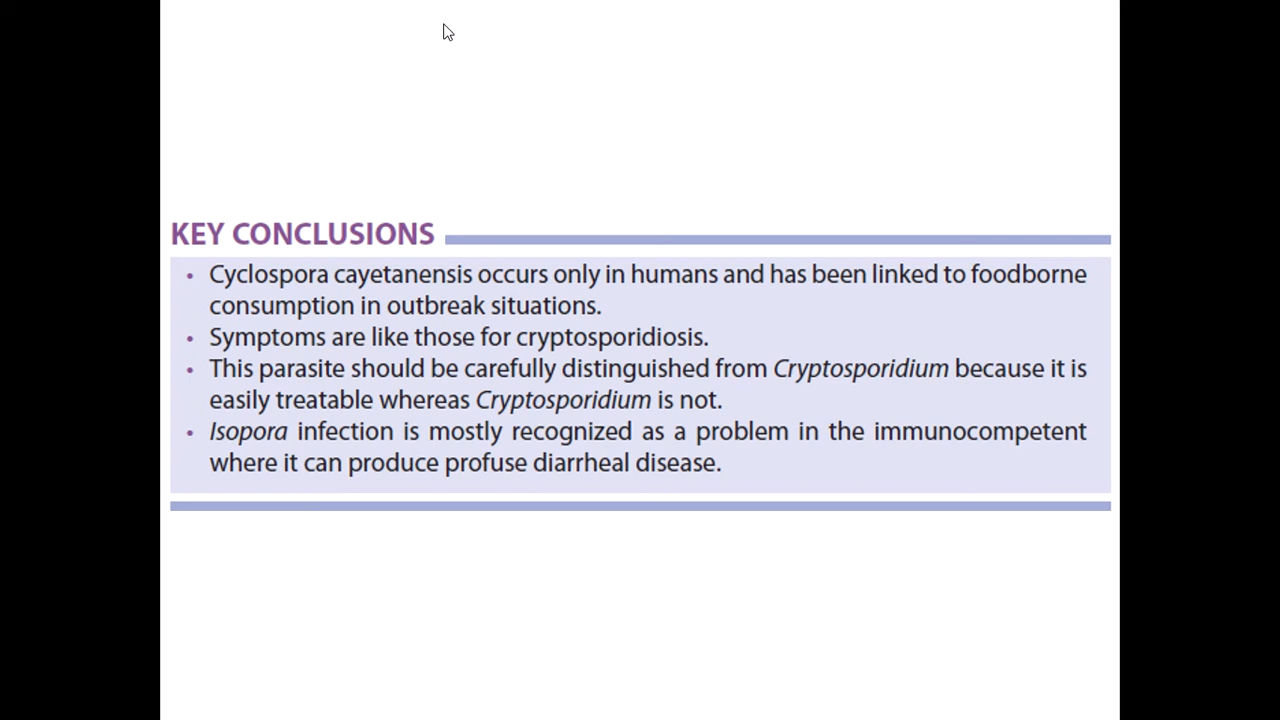 KEY CONCLUSIONS
• Cyclospora cayetanensis occurs only in humans and has been linked to foodborne
consumption in outbreak situations.
• Symptoms are like those for cryptosporidiosis.
• This parasite should be carefully distinguished from Cryptosporidium because it is
easily treatable whereas Cryptosporidium is not.
• Isopora infection is mostly recognized as a problem in the immunocompetent
where it can produce profuse diarrheal disease.